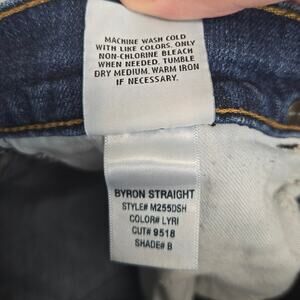 MACHINE WASH COLD
WITH LIKE COLORS. ONLY
NON-CHLORINE BLEACH
WHEN NEEDED. TUMBLE
DRY MEDIUM. WARM IRON
IF NECESSARY.
BYRON STRAIGHT
STYLE# M255DSH
COLOR# LYRI
CUT# 9518
SHADE# B